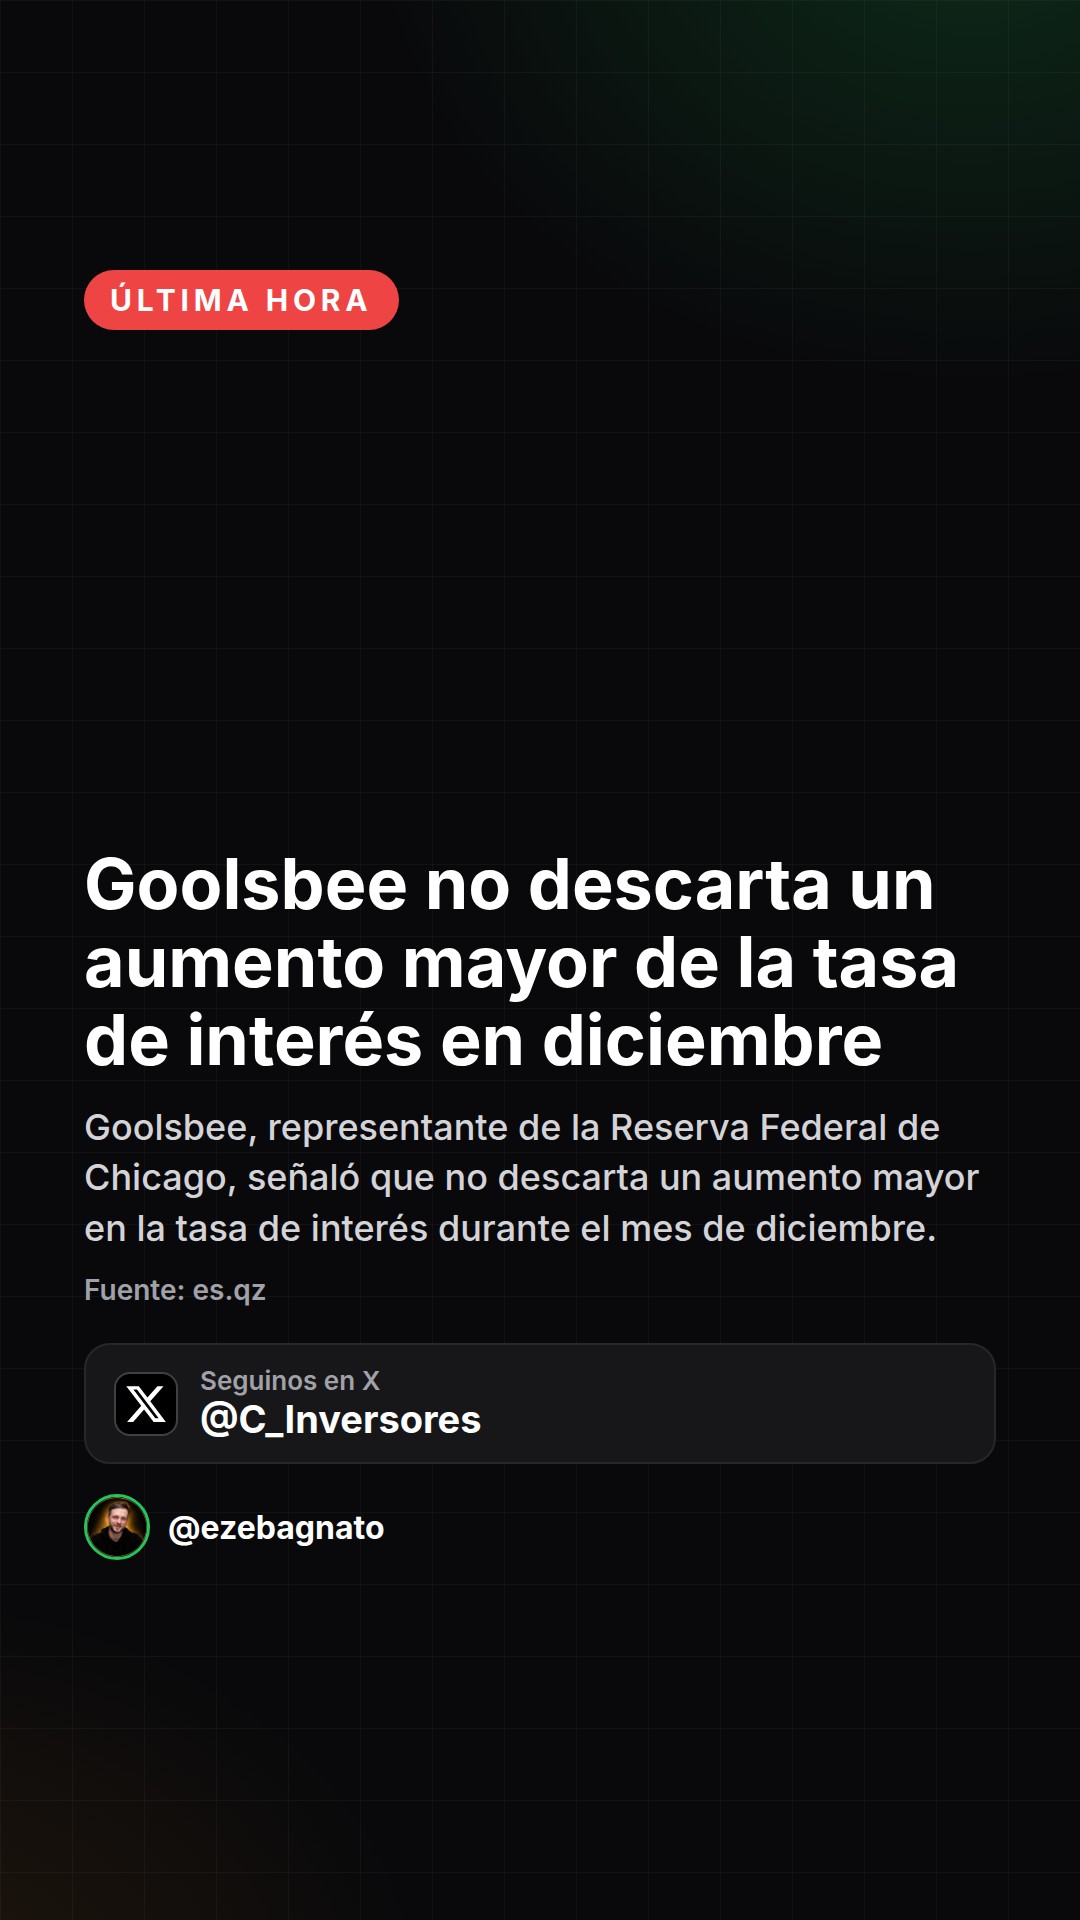 ÚLTIMA HORA
Goolsbee no descarta un
aumento mayor de la tasa
de interés en diciembre
Goolsbee, representante de la Reserva Federal de
Chicago, señaló que no descarta un aumento mayor
en la tasa de interés durante el mes de diciembre.
Fuente: es.qz
Seguinos en X
@C_Inversores
@ezebagnato